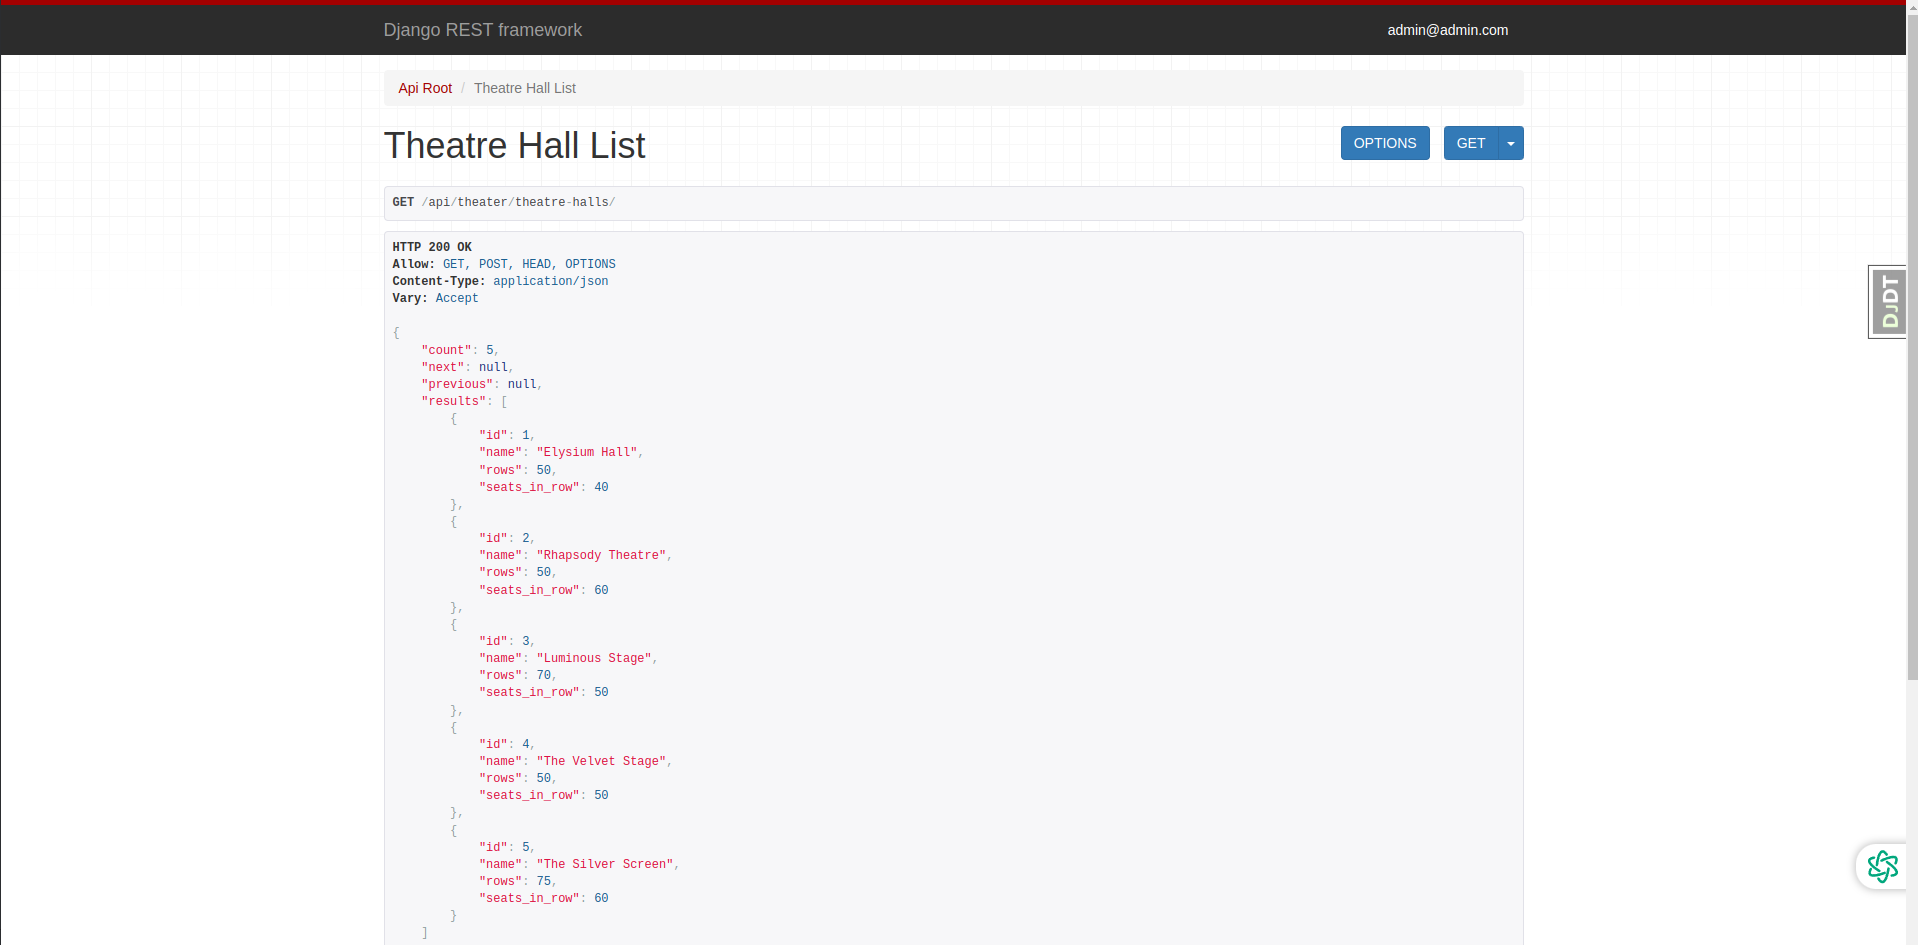 Django REST framework
admin@admin.com
Api Root / Theatre Hall List
Theatre Hall List
OPTIONS
GET
GET /api/theater/theatre-halls/
HTTP 200 OK
Allow: GET, POST, HEAD, OPTIONS
Content-Type: application/json
Vary: Accept
{
"count": 5,
"next": null,
"previous": null,
"results": [
{
"id": 1,
"name": "Elysium Hall",
"rows": 50,
"seats_in_row": 40
},
{
"id": 2,
"name": "Rhapsody Theatre",
"rows": 50,
"seats_in_row": 60
},
{
"id": 3,
"name": "Luminous Stage",
"rows": 70,
"seats_in_row": 50
},
{
"id": 4,
"name": "The Velvet Stage",
"rows": 50,
"seats_in_row": 50
},
{
"id": 5,
"name": "The Silver Screen",
"rows": 75,
"seats_in_row": 60
}
]
DJDT